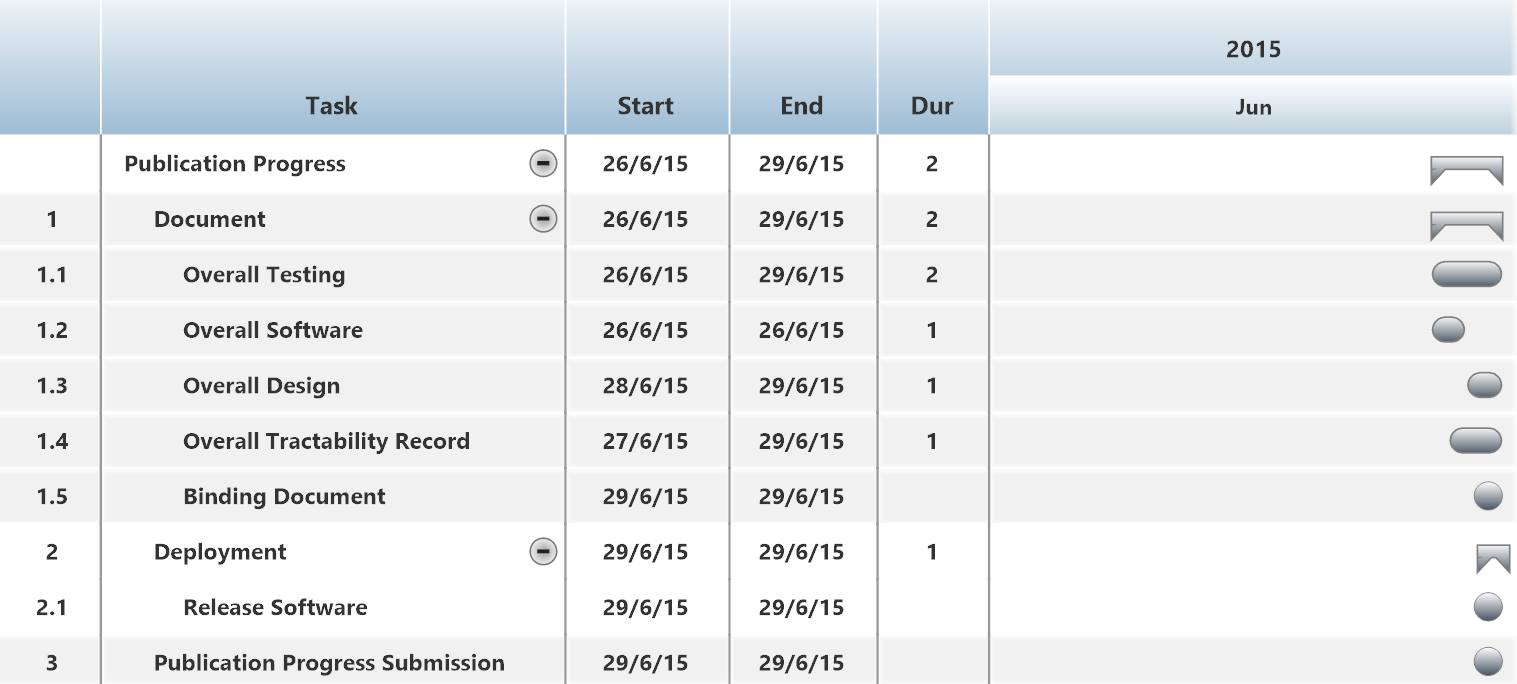 2015
Task Start End Dur Jun
Publication Progress 26/6/15 29/6/15 2
1 Document 26/6/15 29/6/15 2
1.1 Overall Testing 26/6/15 29/6/15 2
1.2 Overall Software 26/6/15 26/6/15 1
1.3 Overall Design 28/6/15 29/6/15 1
1.4 Overall Tractability Record 27/6/15 29/6/15 1
1.5 Binding Document 29/6/15 29/6/15
2 Deployment 29/6/15 29/6/15 1
2.1 Release Software 29/6/15 29/6/15
3 Publication Progress Submission 29/6/15 29/6/15